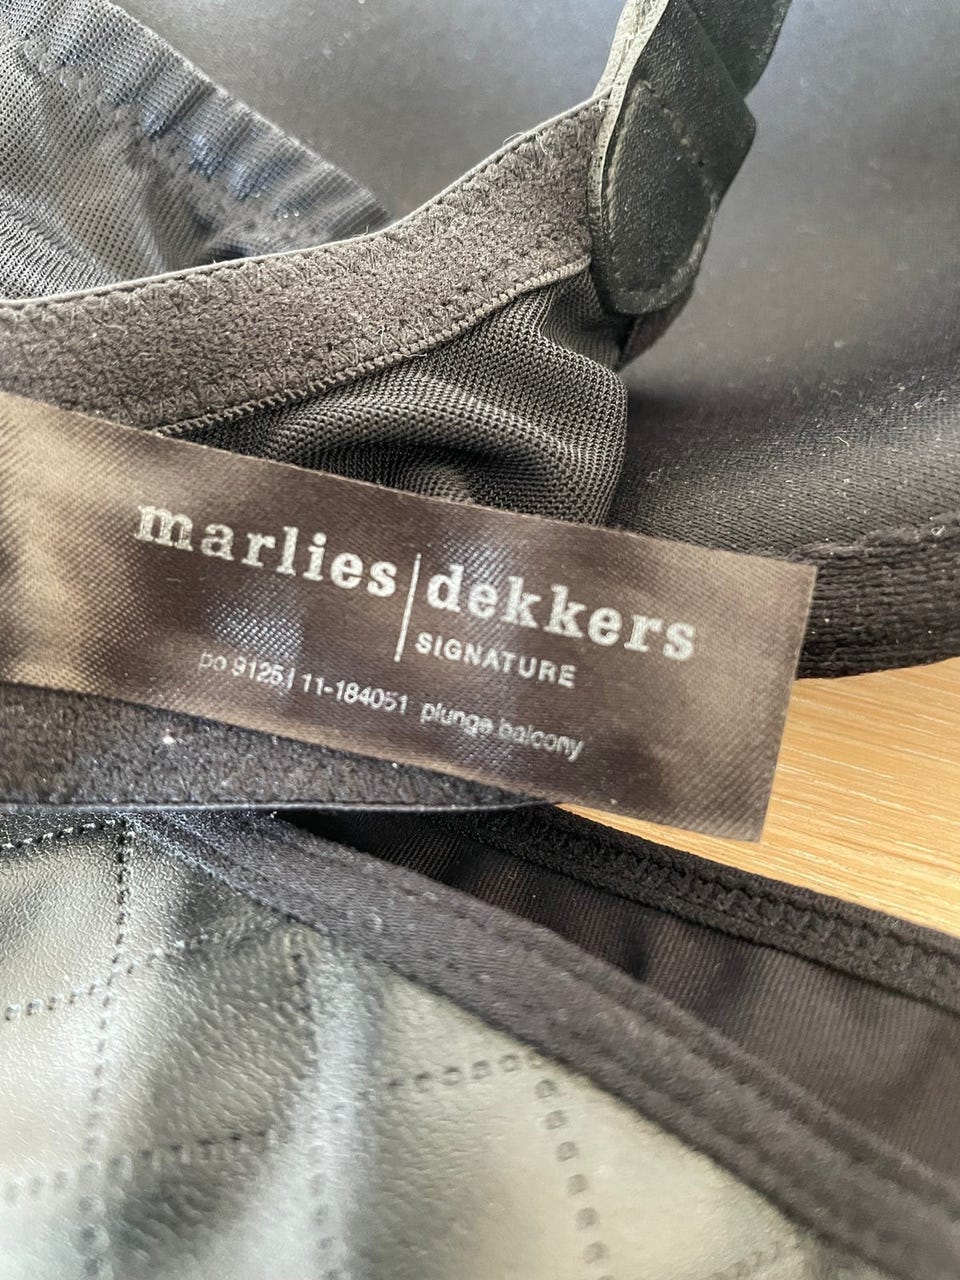 marlies|dekkers
SIGNATURE
po 9125 | 11-184051 plunge balcony